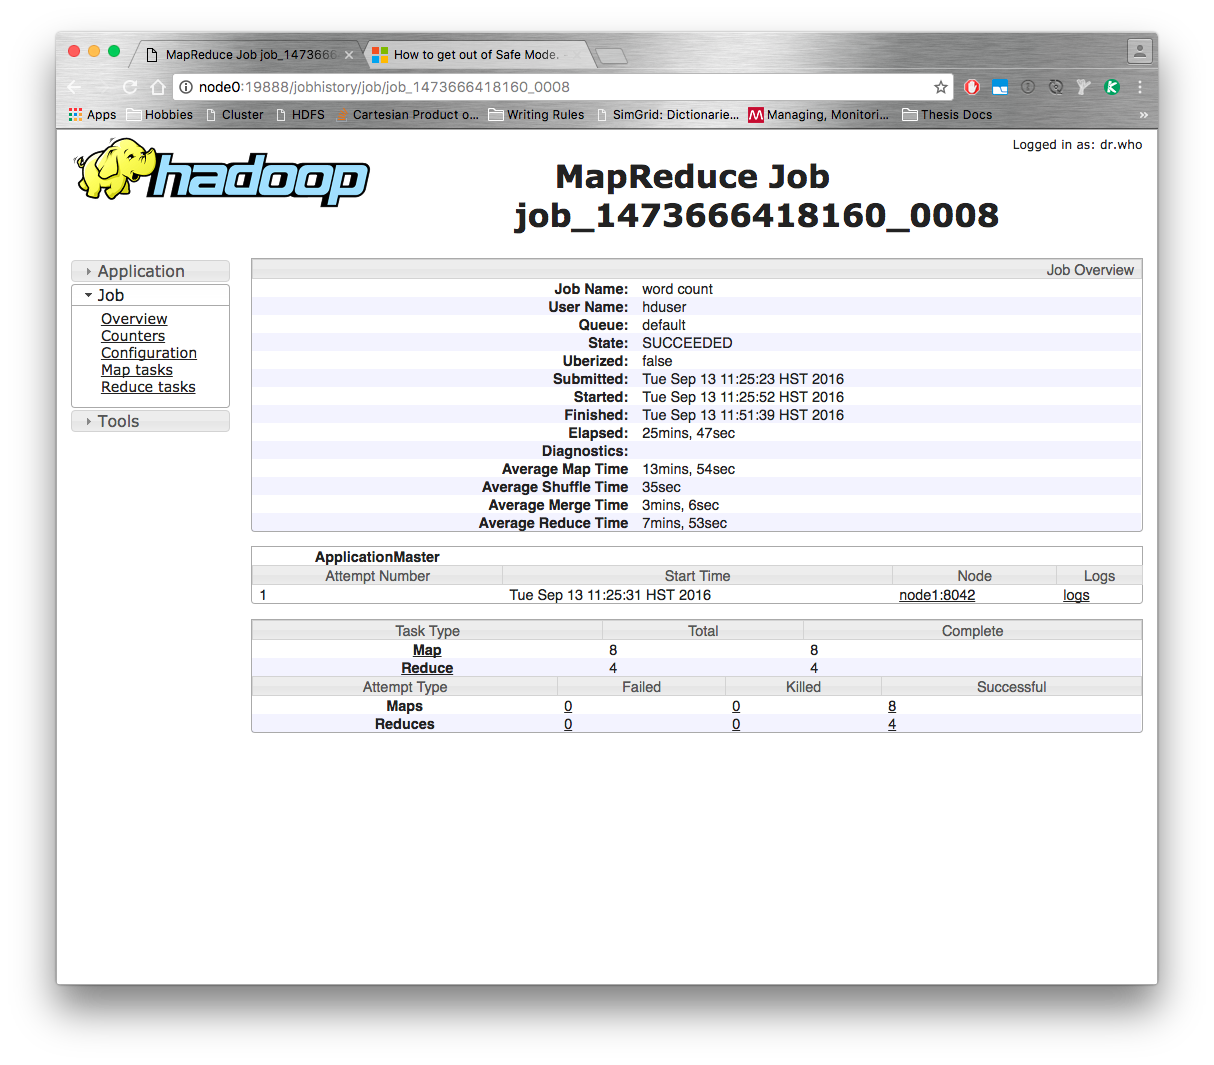 MapReduce Job job_1473666
How to get out of Safe Mode.
node0:19888/jobhistory/job/job_1473666418160_0008
Apps Hobbies Cluster HDFS Cartesian Product o... Writing Rules SimGrid: Dictionarie... Managing, Monitori... Thesis Docs »
Logged in as: dr.who
hadoop
MapReduce Job
job_1473666418160_0008
Application
Job
Overview
Counters
Configuration
Map tasks
Reduce tasks
Tools
Job Overview
Job Name: word count
User Name: hduser
Queue: default
State: SUCCEEDED
Uberized: false
Submitted: Tue Sep 13 11:25:23 HST 2016
Started: Tue Sep 13 11:25:52 HST 2016
Finished: Tue Sep 13 11:51:39 HST 2016
Elapsed: 25mins, 47sec
Diagnostics:
Average Map Time 13mins, 54sec
Average Shuffle Time 35sec
Average Merge Time 3mins, 6sec
Average Reduce Time 7mins, 53sec
ApplicationMaster
Attempt Number Start Time Node Logs
1 Tue Sep 13 11:25:31 HST 2016 node1:8042 logs
Task Type Total Complete
Map 8 8
Reduce 4 4
Attempt Type Failed Killed Successful
Maps 0 0 8
Reduces 0 0 4